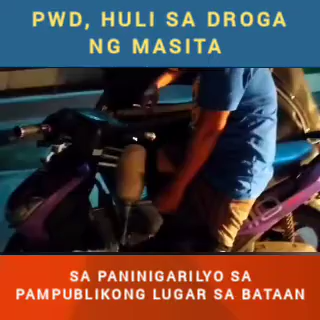 PWD, HULI SA DROGA
NG MASITA
SA PANINIGARILYO SA
PAMPUBLIKONG LUGAR SA BATAAN